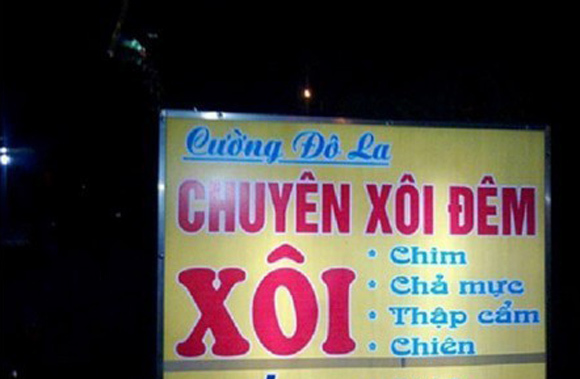 Cường Đô La
CHUYÊN XÔI ĐÊM
XÔI
• Chim
• Chả mực
• Thập cẩm
• Chiên